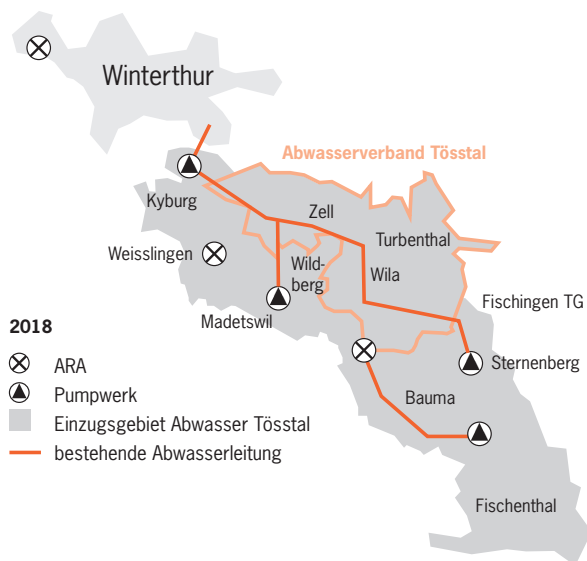 Winterthur
Abwasserverband Tösstal
Kyburg
Zell
Turbenthal
Weisslingen
Wild-
berg
Wila
Madetswil
Fischingen TG
2018
ARA
Sternenberg
Pumpwerk
Bauma
Einzugsgebiet Abwasser Tösstal
bestehende Abwasserleitung
Fischenthal